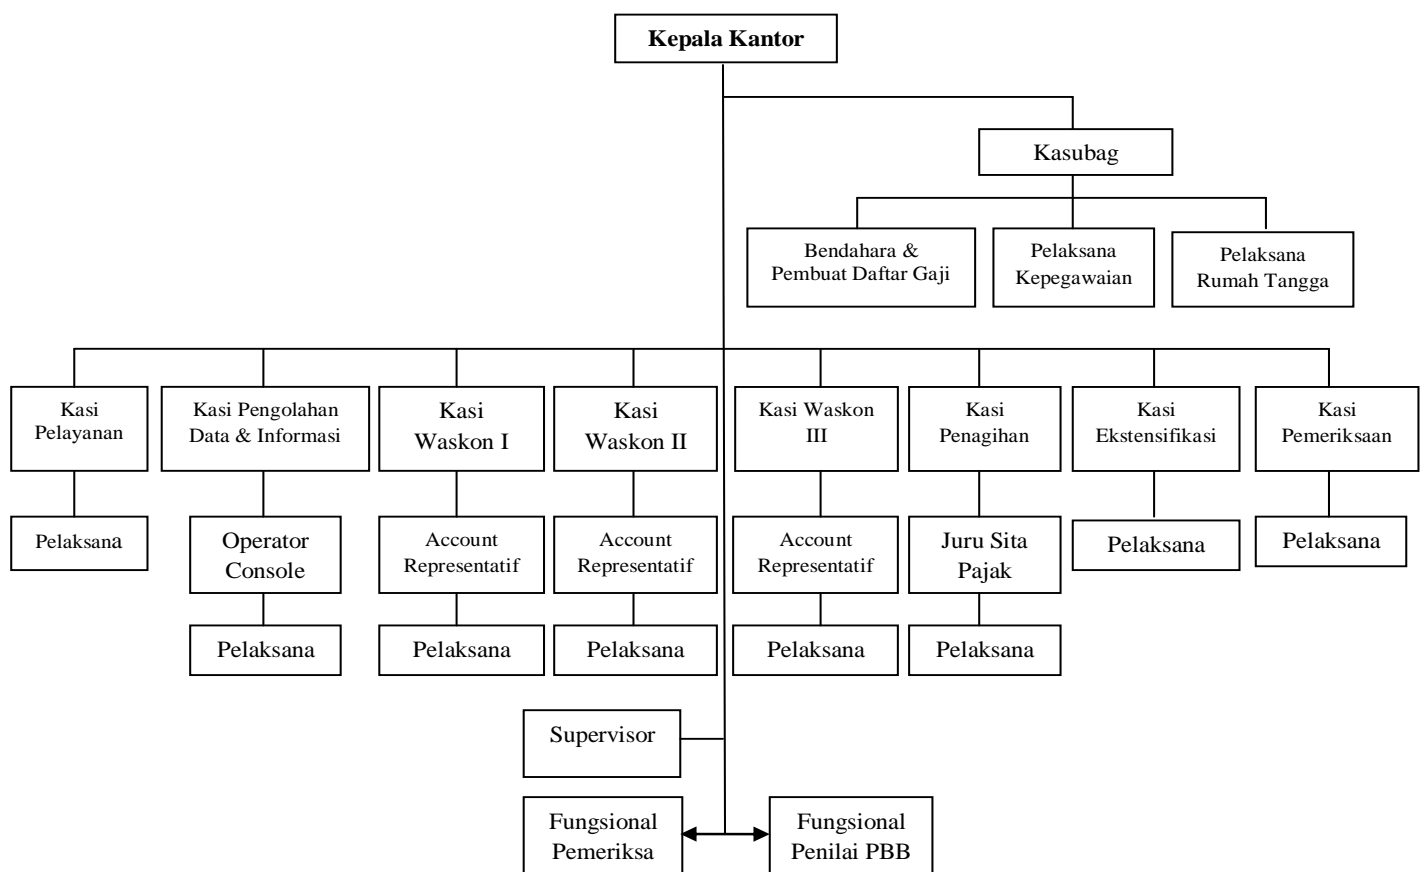 Kepala Kantor
Kasubag
Bendahara &
Pembuat Daftar Gaji
Pelaksana
Kepegawaian
Pelaksana
Rumah Tangga
Kasi
Pelayanan
Kasi Pengolahan
Data & Informasi
Kasi
Waskon I
Kasi
Waskon II
Kasi Waskon
III
Kasi
Penagihan
Kasi
Ekstensifikasi
Kasi
Pemeriksaan
Pelaksana
Operator
Console
Account
Representatif
Account
Representatif
Account
Representatif
Juru Sita
Pajak
Pelaksana
Pelaksana
Pelaksana
Pelaksana
Pelaksana
Pelaksana
Pelaksana
Supervisor
Fungsional
Pemeriksa
Fungsional
Penilai PBB